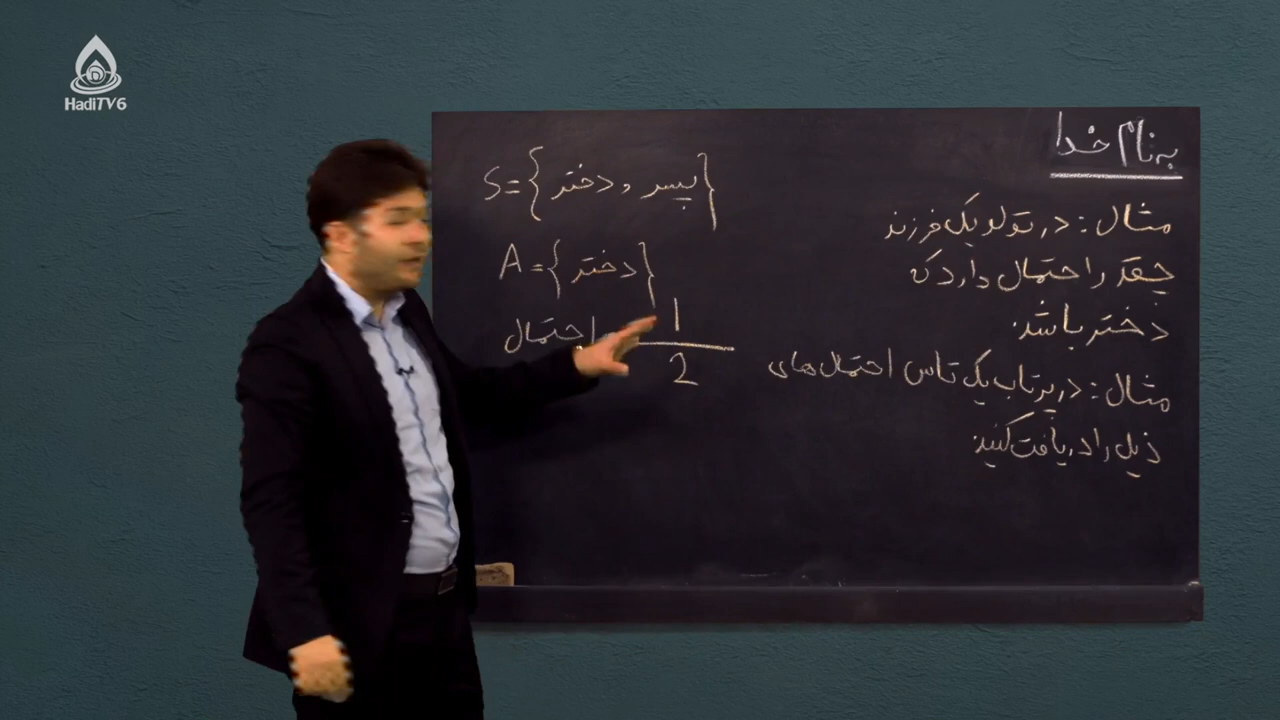 HadiTV6
به نام خدا
مثال: در تولد یک فرزند
چقدر احتمال دارد که
دختر باشد.
مثال: در پرتاب یک تاس احتمال های
ذیل را دریافت کنید
S={پسر , دختر}
A={دختر}
احتمال 1
2